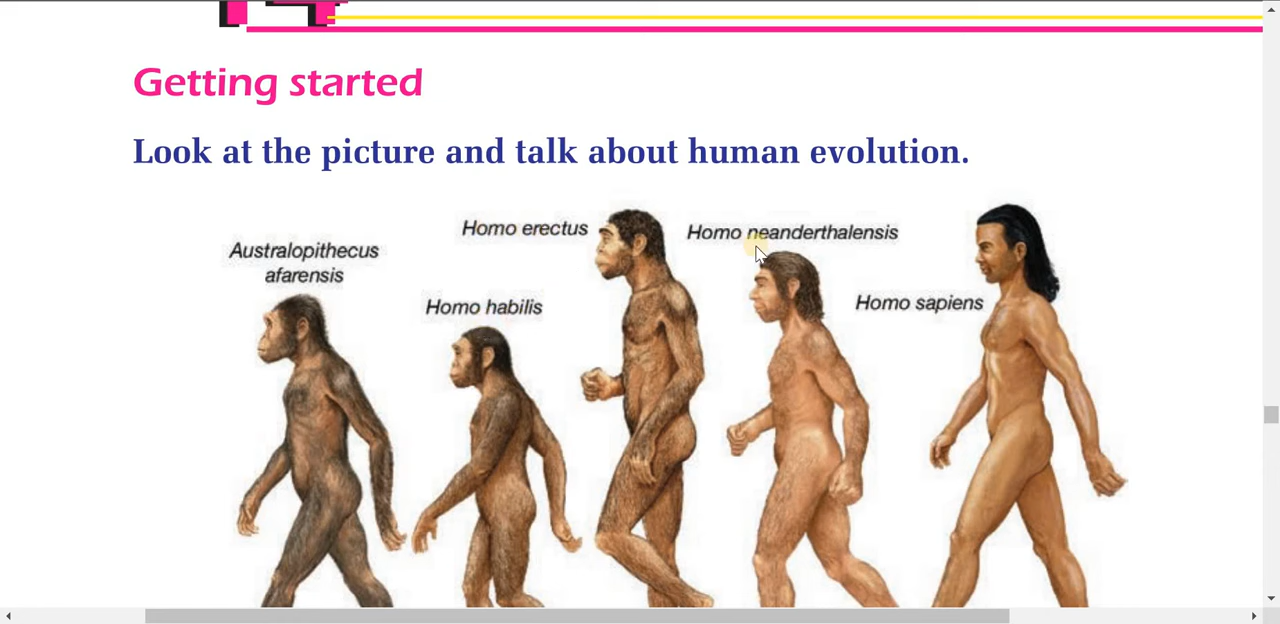 Getting started
Look at the picture and talk about human evolution.
Homo erectus
Homo neanderthalensis
Australopithecus
afarensis
Homo habilis
Homo sapiens